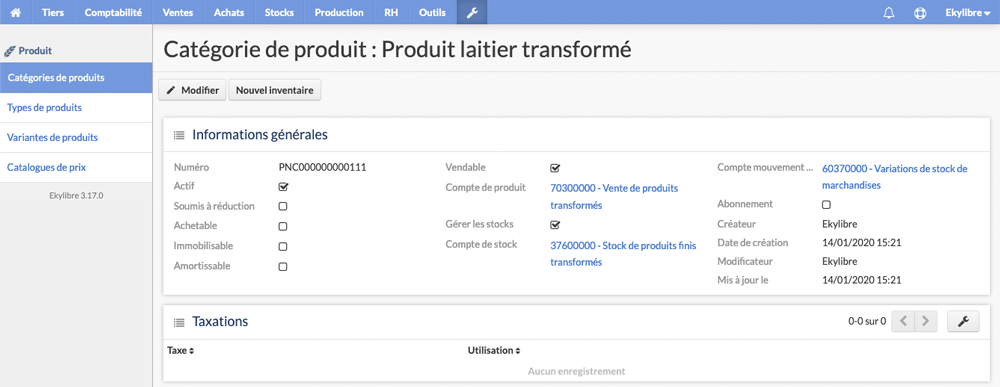 Tiers Comptabilité Ventes Achats Stocks Production RH Outils Ekylibre
Produit
Catégories de produits
Types de produits
Variantes de produits
Catalogues de prix
Ekylibre 3.17.0
Catégorie de produit : Produit laitier transformé
Modifier Nouvel inventaire
Informations générales
Numéro PNC000000000111
Actif
Soumis à réduction
Achetable
Immobilisable
Amortissable
Vendable
Compte de produit 70300000 - Vente de produits
transformés
Gérer les stocks
Compte de stock 37600000 - Stock de produits finis
transformés
Compte mouvement ... 60370000 - Variations de stock de
marchandises
Abonnement
Créateur Ekylibre
Date de création 14/01/2020 15:21
Modificateur Ekylibre
Mis à jour le 14/01/2020 15:21
Taxations 0-0 sur 0
Taxe Utilisation
Aucun enregistrement